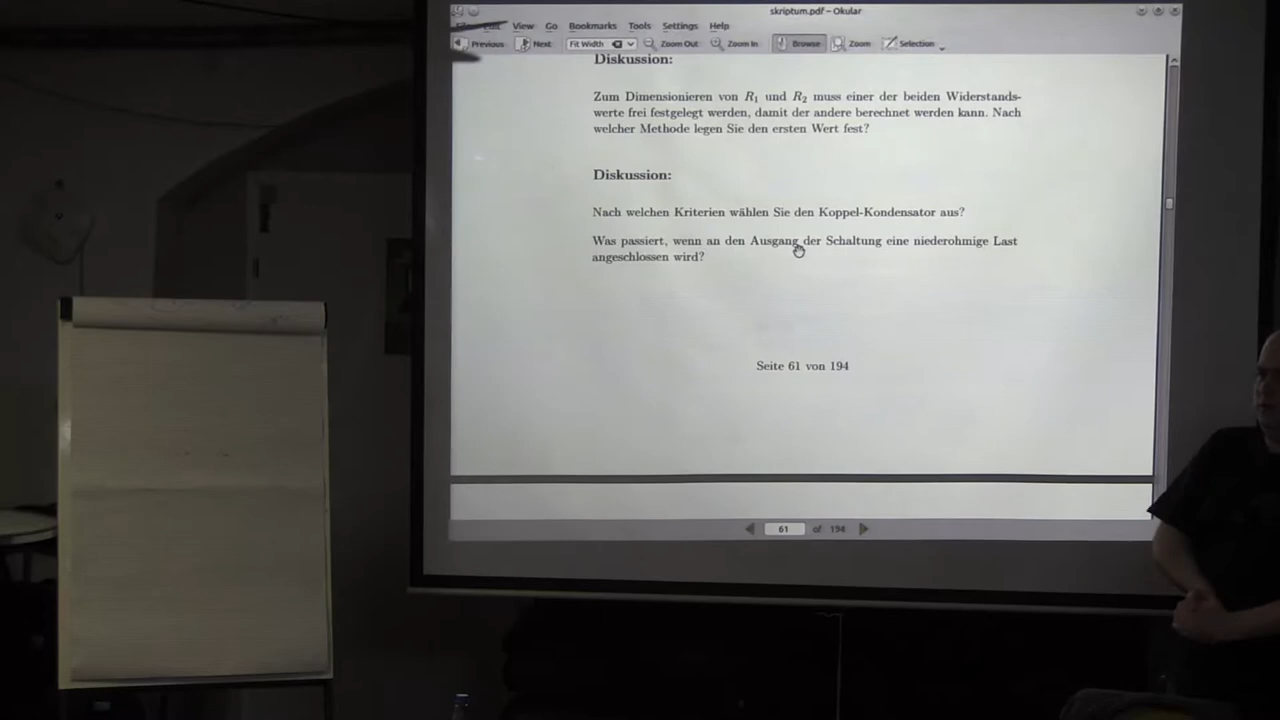 skriptum.pdf – Okular
View Go Bookmarks Tools Settings Help
Previous Next Fit Width Zoom Out Zoom In Browse Zoom Selection
Diskussion:
Zum Dimensionieren von R1 und R2 muss einer der beiden Widerstands-
werte frei festgelegt werden, damit der andere berechnet werden kann. Nach
welcher Methode legen Sie den ersten Wert fest?
Diskussion:
Nach welchen Kriterien wählen Sie den Koppel-Kondensator aus?
Was passiert, wenn an den Ausgang der Schaltung eine niederohmige Last
angeschlossen wird?
Seite 61 von 194
61 of 194